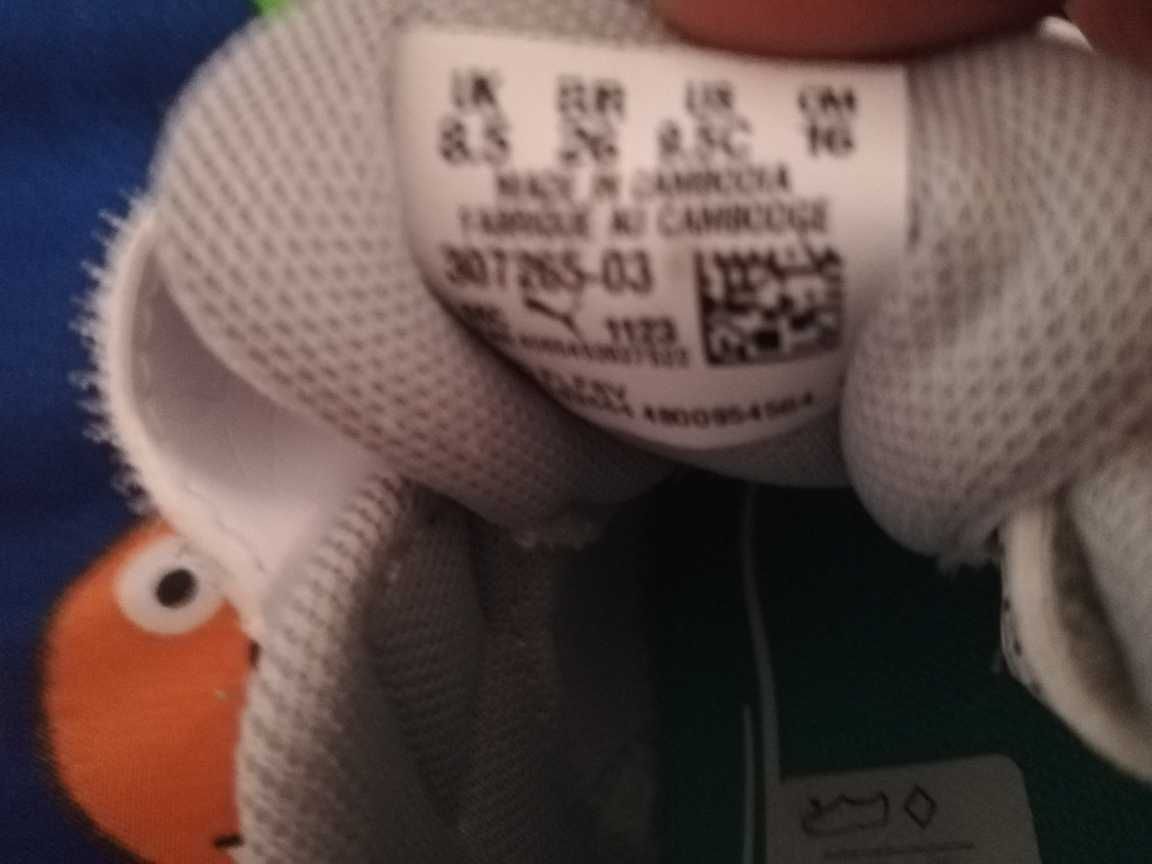 UK EUR US CM
8.5 26 9.5C 16
MADE IN CAMBODIA
FABRIQUE AU CAMBODGE
307265-03
1123
4800954564